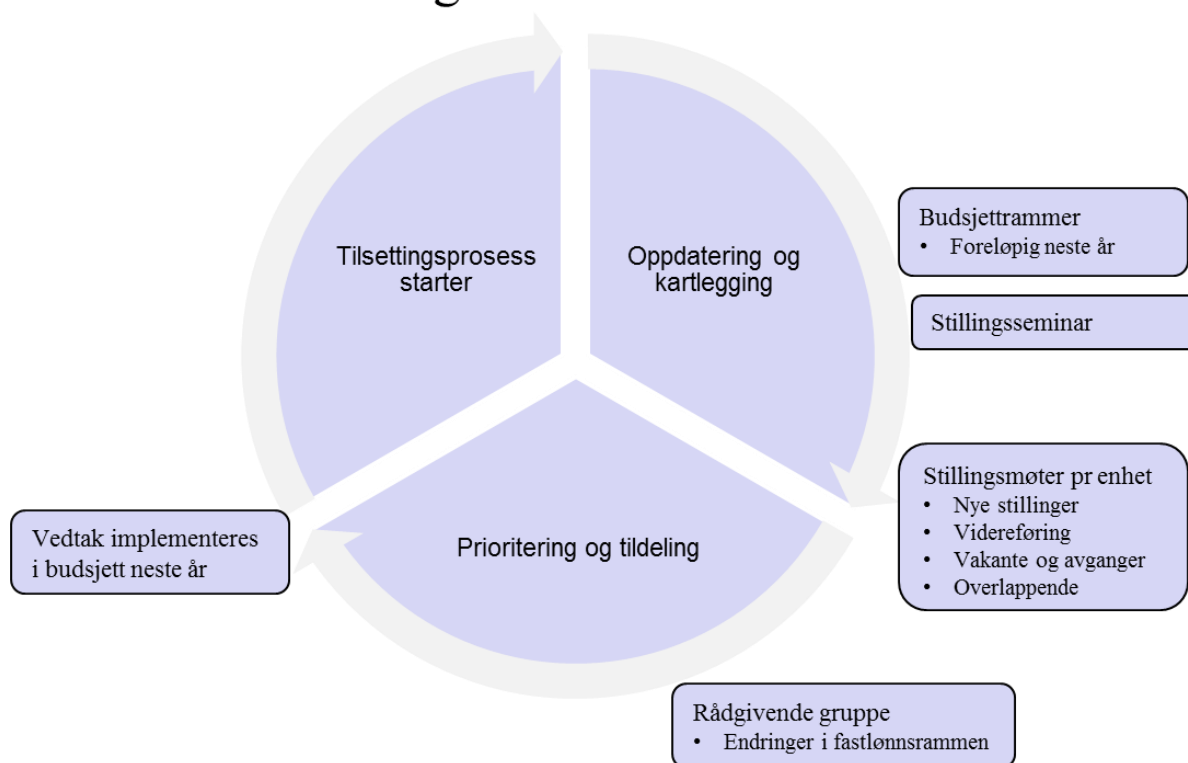 Tilsettingsprosess
starter
Oppdatering og
kartlegging
Budsjettrammer
• Foreløpig neste år
Stillingsseminar
Stillingsmøter pr enhet
• Nye stillinger
• Videreføring
• Vakante og avganger
• Overlappende
Prioritering og tildeling
Vedtak implementeres
i budsjett neste år
Rådgivende gruppe
• Endringer i fastlønnsrammen